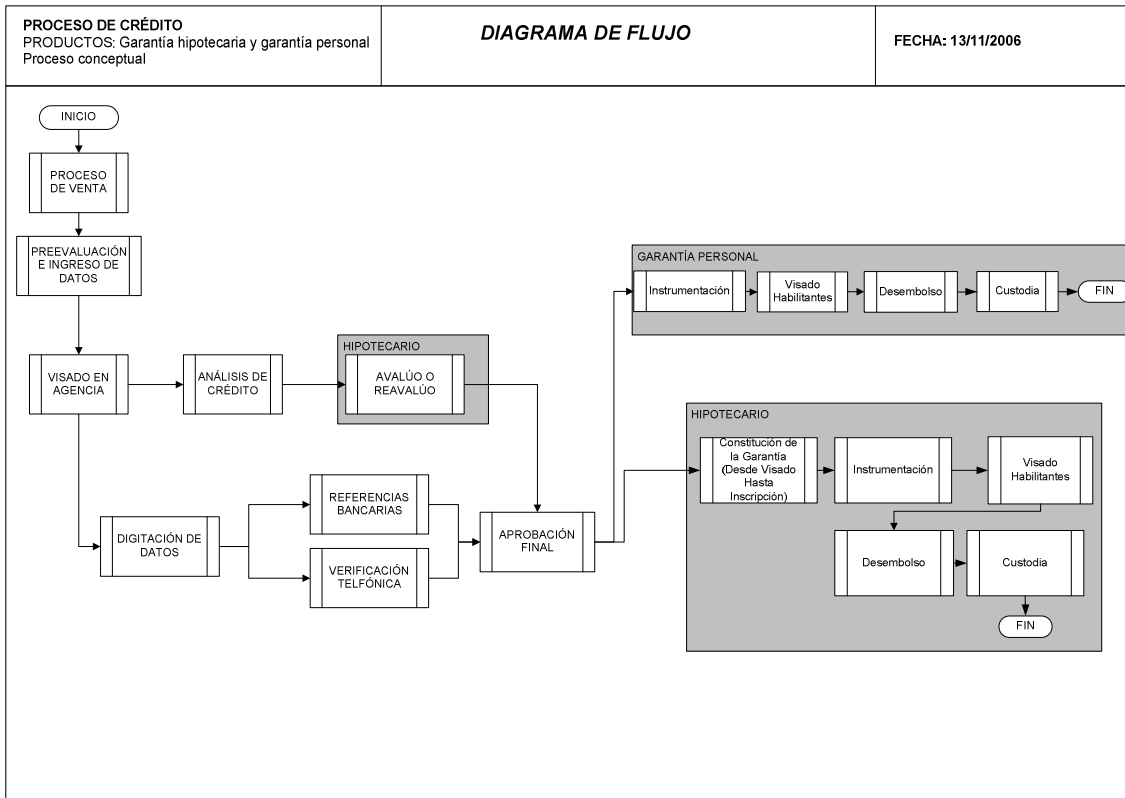 PROCESO DE CRÉDITO
PRODUCTOS: Garantía hipotecaria y garantía personal
Proceso conceptual
DIAGRAMA DE FLUJO
FECHA: 13/11/2006
INICIO
PROCESO
DE VENTA
PREEVALUACIÓN
E INGRESO DE
DATOS
VISADO EN
AGENCIA
ANÁLISIS DE
CRÉDITO
HIPOTECARIO
AVALÚO O
REAVALÚO
DIGITACIÓN DE
DATOS
REFERENCIAS
BANCARIAS
VERIFICACIÓN
TELFÓNICA
APROBACIÓN
FINAL
GARANTÍA PERSONAL
Instrumentación
Visado
Habilitantes
Desembolso
Custodia
FIN
HIPOTECARIO
Constitución de
la Garantía
(Desde Visado
Hasta
Inscripción)
Instrumentación
Visado
Habilitantes
Desembolso
Custodia
FIN